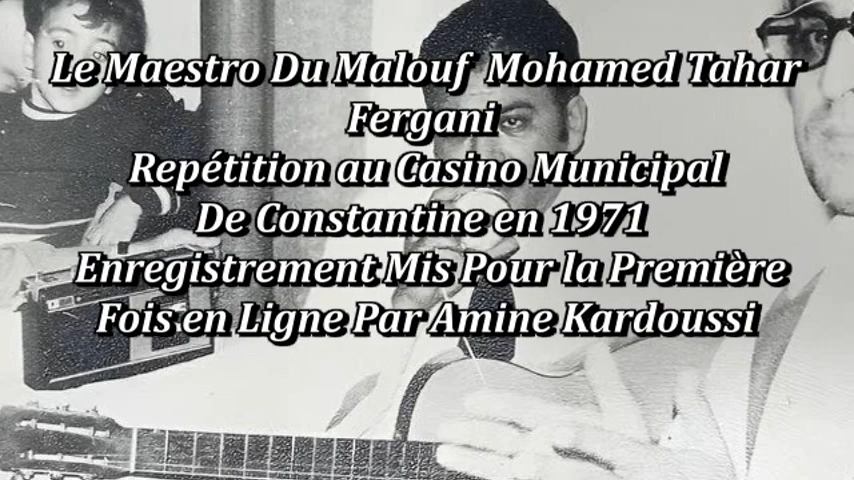 Le Maestro Du Malouf Mohamed Tahar
Fergani
Repétition au Casino Municipal
De Constantine en 1971
Enregistrement Mis Pour la Première
Fois en Ligne Par Amine Kardoussi